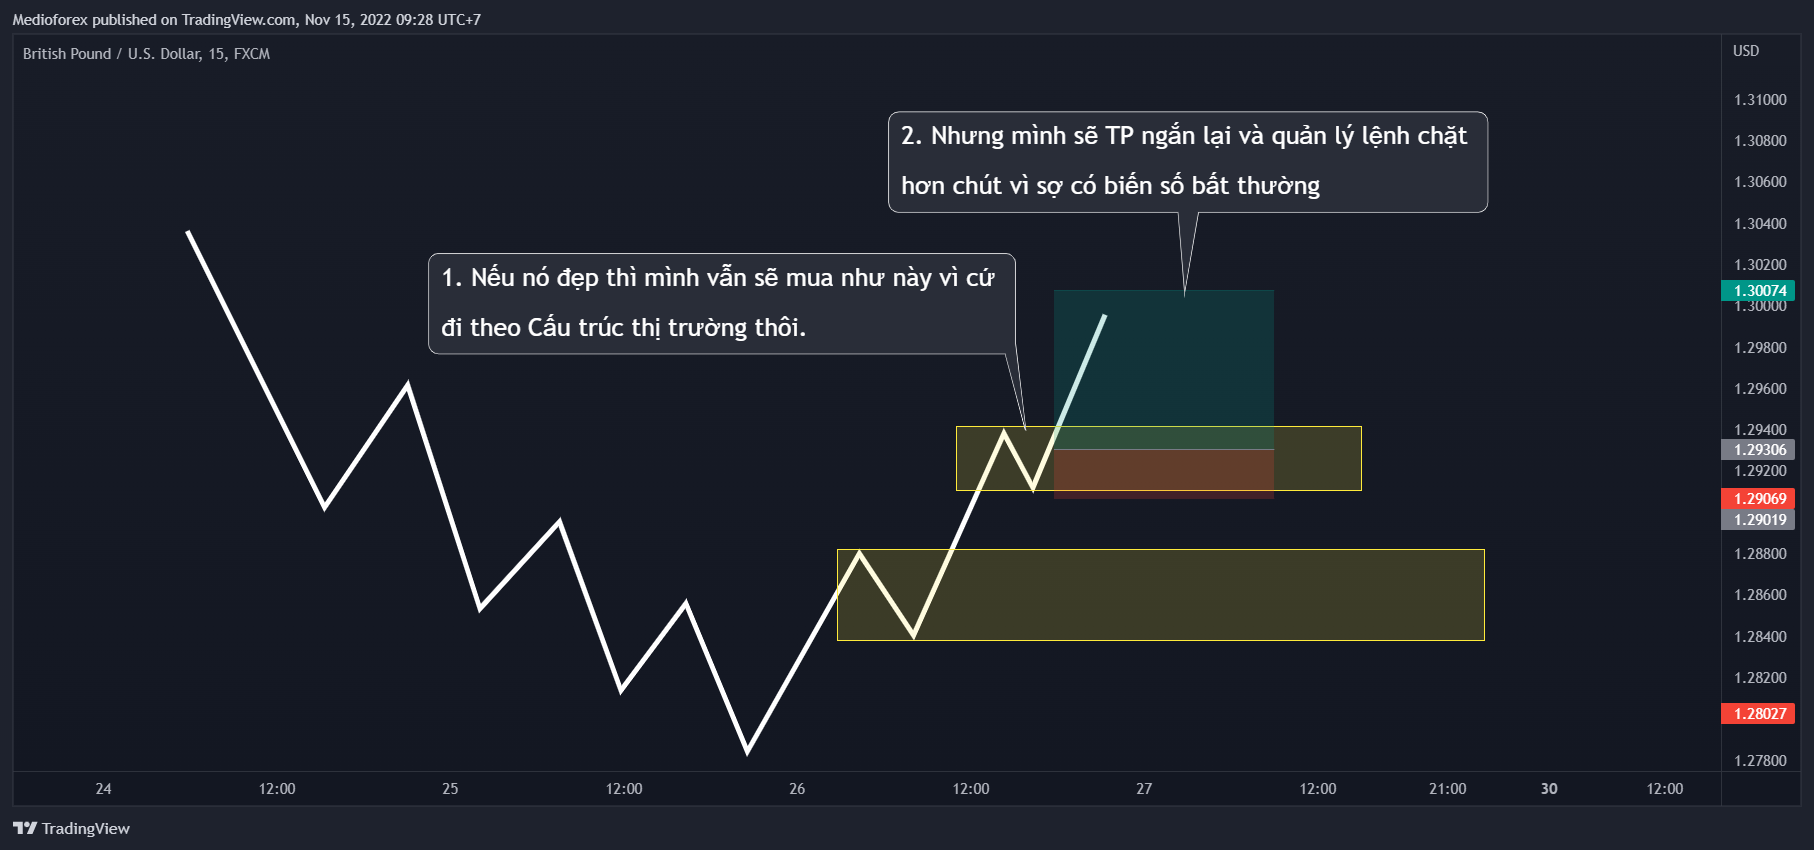 Medioforex published on TradingView.com, Nov 15, 2022 09:28 UTC+7
British Pound / U.S. Dollar, 15, FXCM
USD
1.31000
2. Nhưng mình sẽ TP ngắn lại và quản lý lệnh chặt
hơn chút vì sợ có biến số bất thường
1.30800
1.30600
1.30400
1. Nếu nó đẹp thì mình vẫn sẽ mua như này vì cứ
đi theo Cấu trúc thị trường thôi.
1.30200
1.30074
1.30000
1.29800
1.29600
1.29400
1.29306
1.29200
1.29069
1.29019
1.28800
1.28600
1.28400
1.28200
1.28027
1.27800
24 12:00 25 12:00 26 12:00 27 12:00 21:00 30 12:00
TradingView